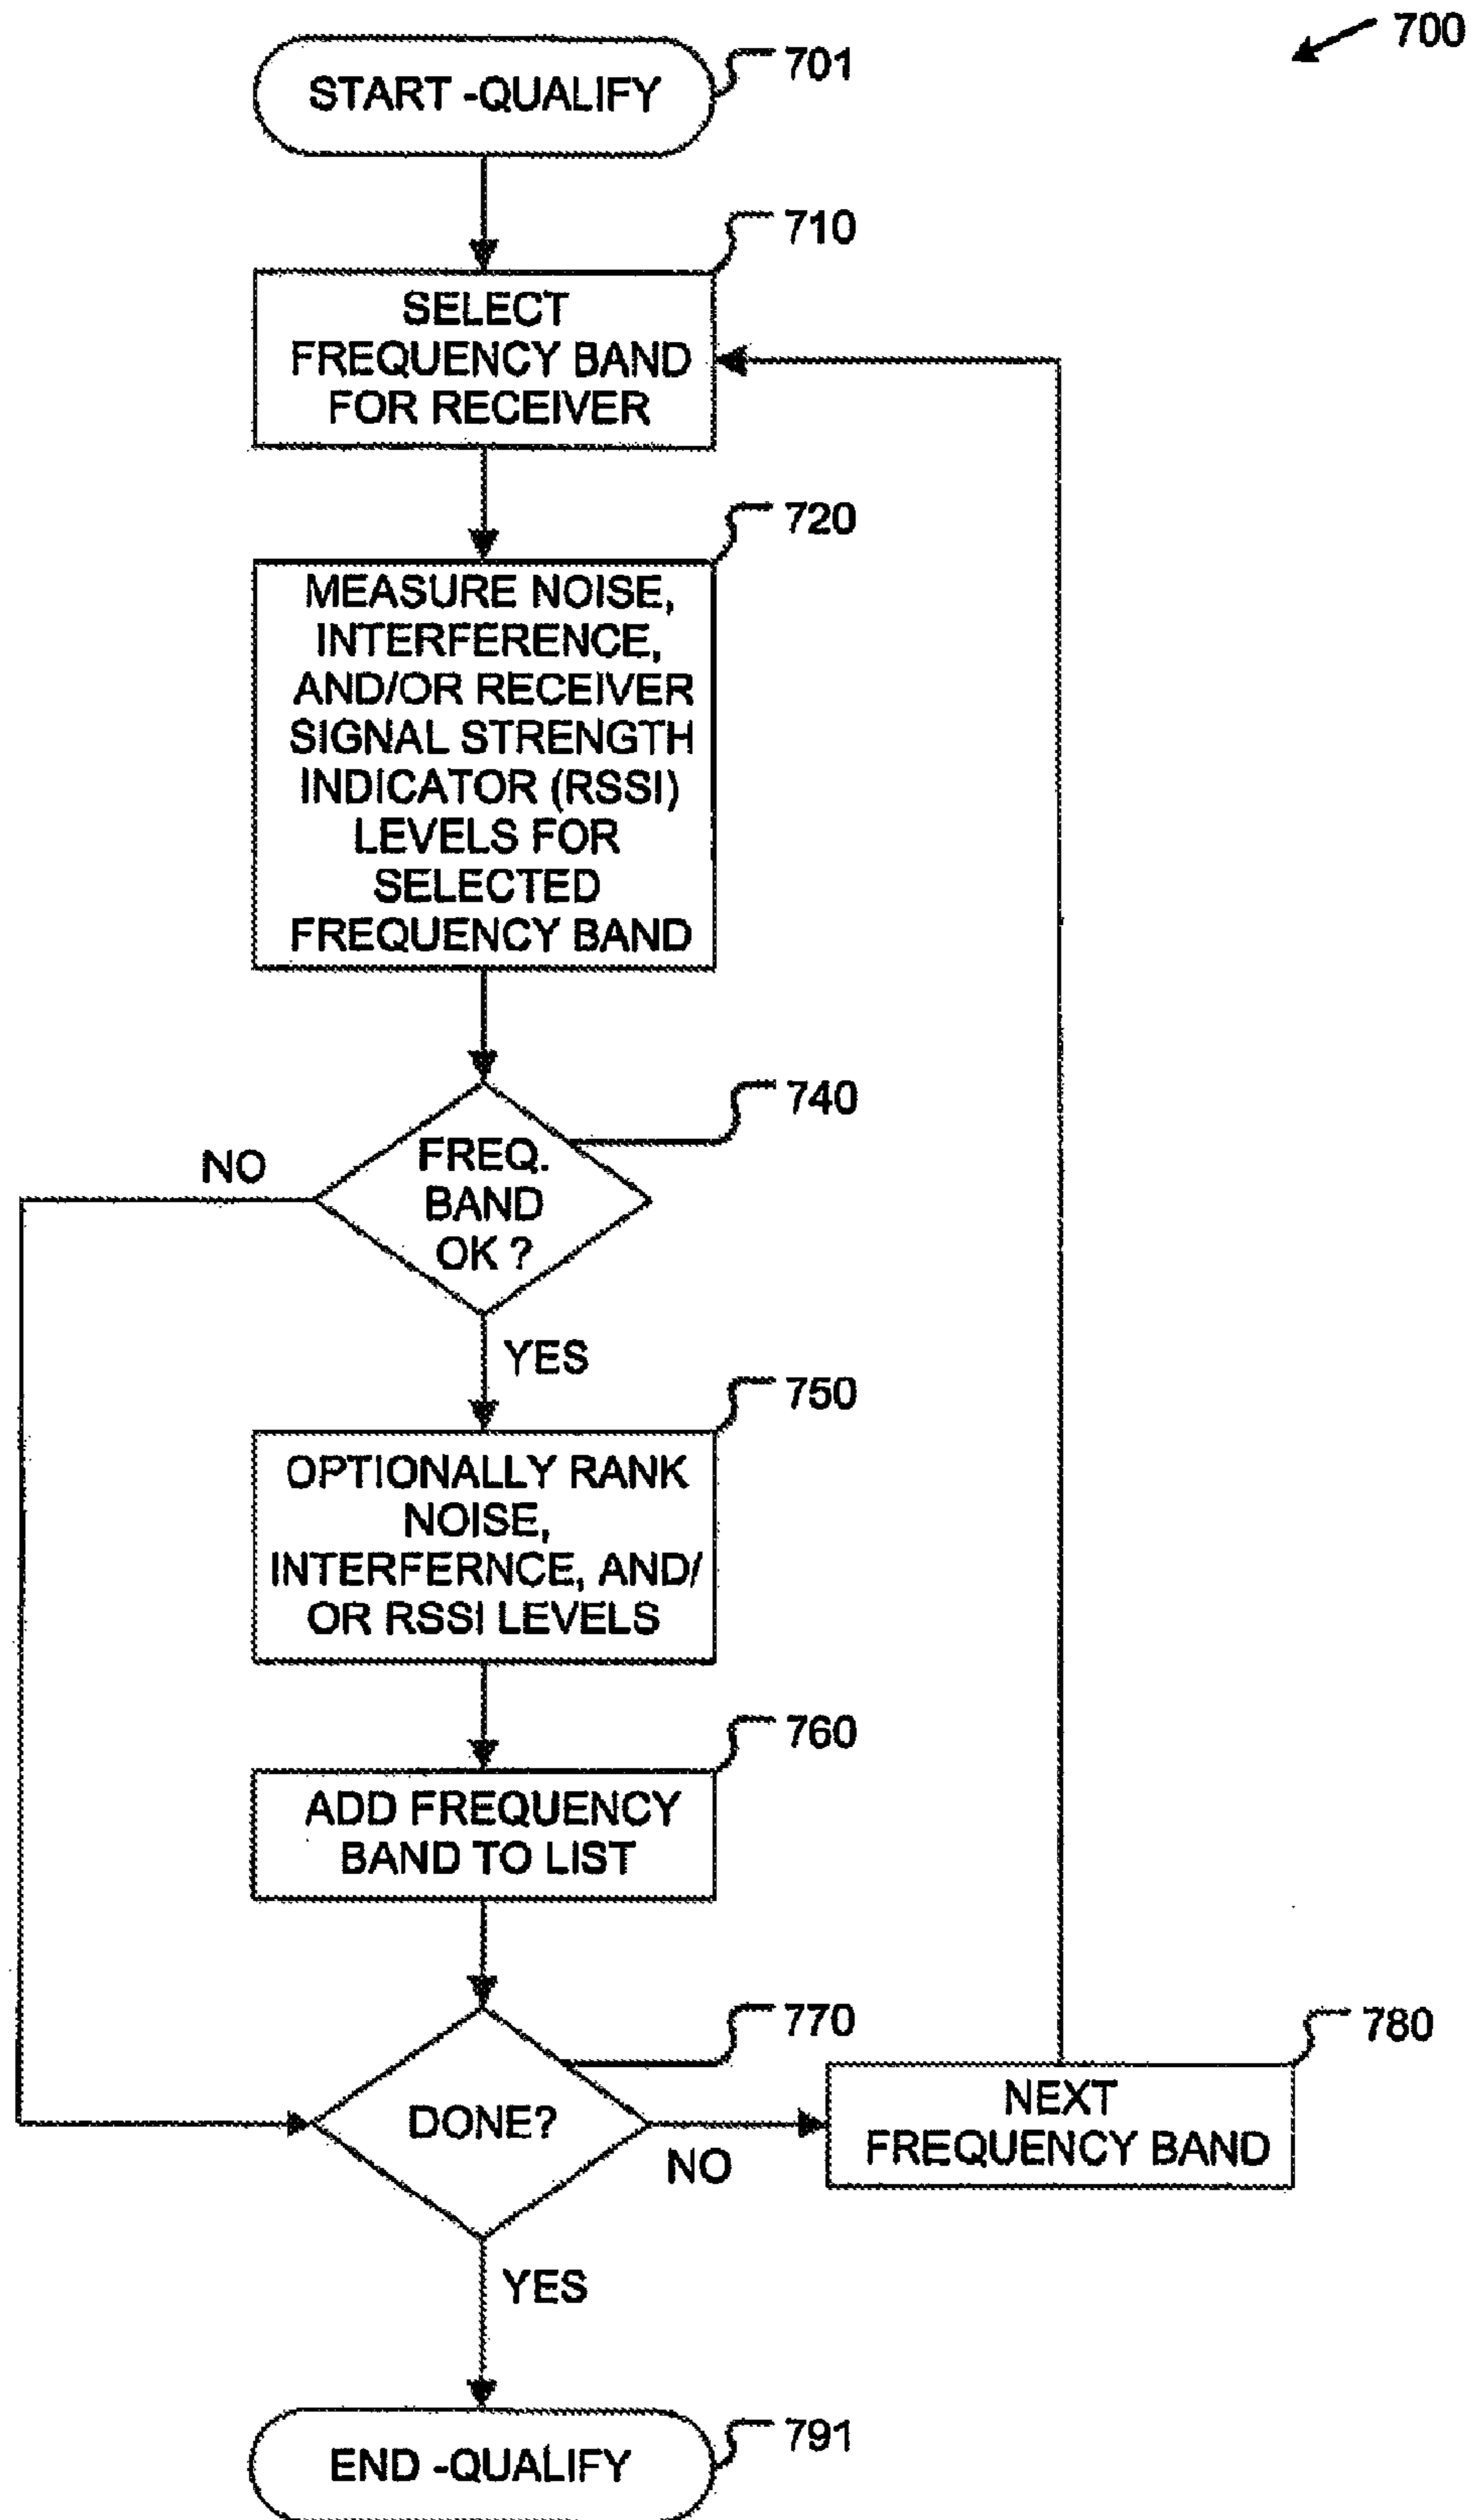 700
START -QUALIFY
701
710
SELECT
FREQUENCY BAND
FOR RECEIVER
720
MEASURE NOISE,
INTERFERENCE,
AND/OR RECEIVER
SIGNAL STRENGTH
INDICATOR (RSSI)
LEVELS FOR
SELECTED
FREQUENCY BAND
740
FREQ.
BAND
OK ?
NO
YES
750
OPTIONALLY RANK
NOISE,
INTERFERNCE, AND/
OR RSSI LEVELS
760
ADD FREQUENCY
BAND TO LIST
770
DONE?
NO
780
NEXT
FREQUENCY BAND
YES
END -QUALIFY
791